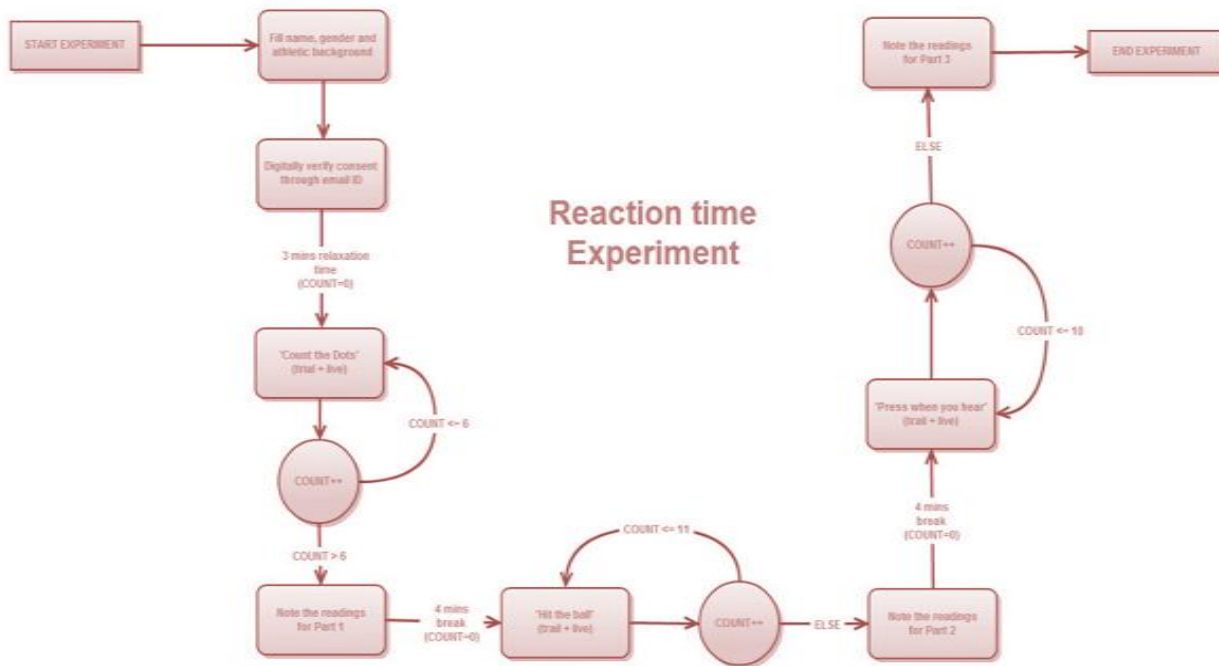 START EXPERIMENT
Fill name, gender and
athletic background
Digitally verify consent
through email ID
3 mins relaxation
time
(COUNT=0)
'Count the Dots'
(trial + live)
COUNT <= 6
COUNT++
COUNT > 6
Note the readings
for Part 1
4 mins
break
(COUNT=0)
'Hit the ball'
(trail + live)
COUNT <= 11
COUNT++
ELSE
Note the readings
for Part 2
4 mins
break
(COUNT=0)
'Press when you hear'
(trail + live)
COUNT <= 10
COUNT++
ELSE
Note the readings
for Part 3
END EXPERIMENT
Reaction time
Experiment